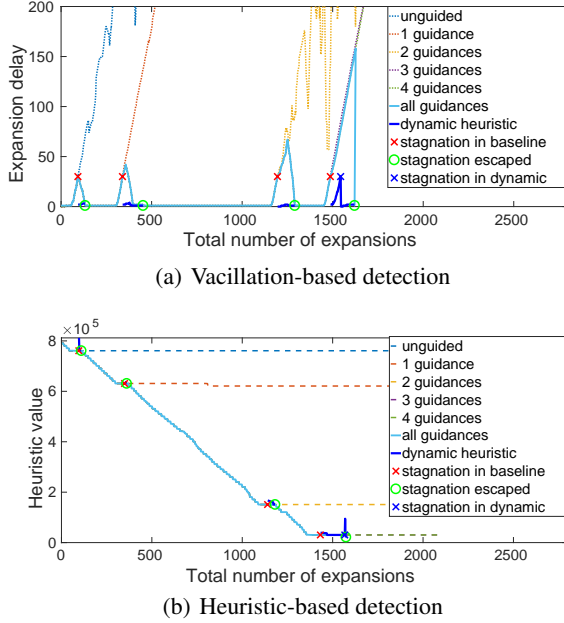 200
150
100
50
0
Expansion delay
0 500 1000 1500 2000 2500
Total number of expansions
unguided
1 guidance
2 guidances
3 guidances
4 guidances
all guidances
dynamic heuristic
stagnation in baseline
stagnation escaped
stagnation in dynamic
(a) Vacillation-based detection
×10⁵
8
6
4
2
0
Heuristic value
0 500 1000 1500 2000 2500
Total number of expansions
unguided
1 guidance
2 guidances
3 guidances
4 guidances
all guidances
dynamic heuristic
stagnation in baseline
stagnation escaped
stagnation in dynamic
(b) Heuristic-based detection